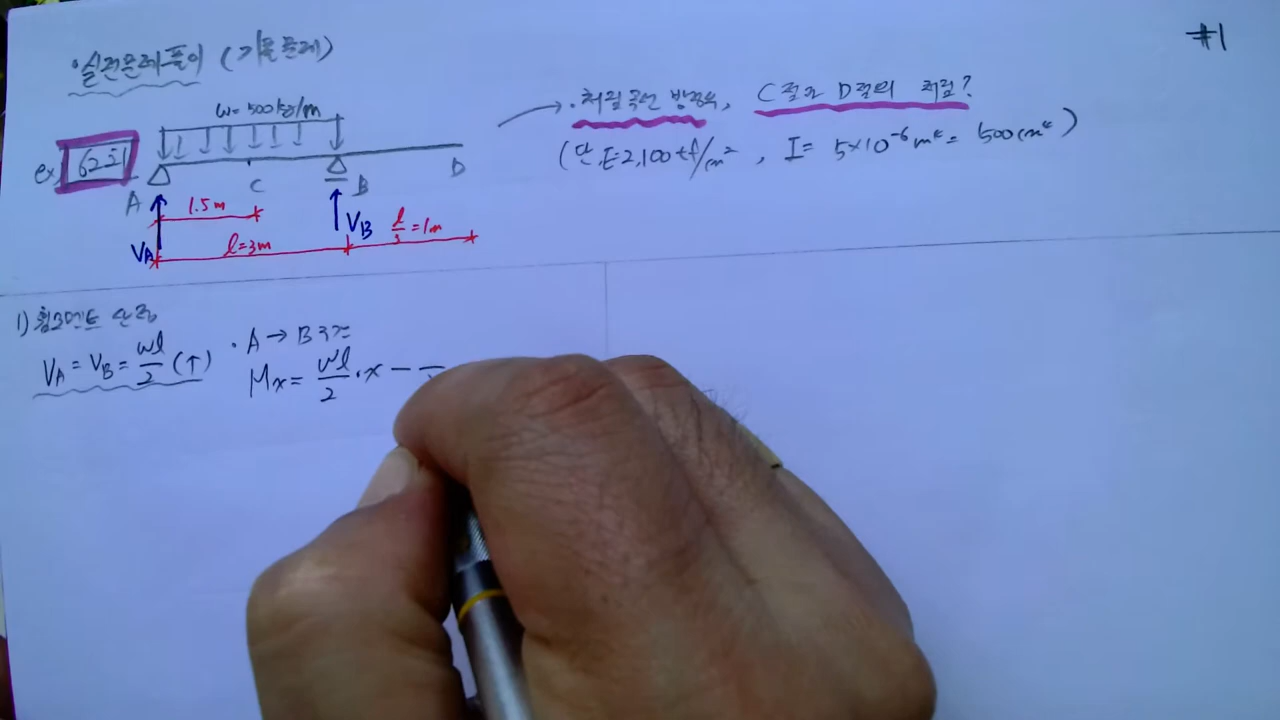 #1
·실전문제풀이 (기출문제)
w=500kgf/m
ex) 62회
A
C
B
D
1.5m
VA
VB
l=3m
l/3=1m
·처짐곡선 방정식, C점과 D점의 처짐?
(단 E=2,100tf/cm², I= 5×10⁻⁶m⁴= 500cm⁴)
1) 휨모멘트 산정
VA = VB = wl/2 (↑)
·A → B 구간
Mx= wl/2 ·x −